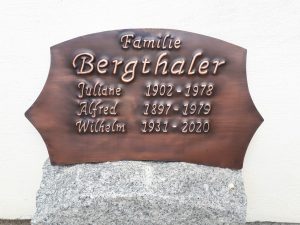 Familie
Bergthaler
Juliane 1902 - 1978
Alfred 1897 - 1979
Wilhelm 1931 - 2020